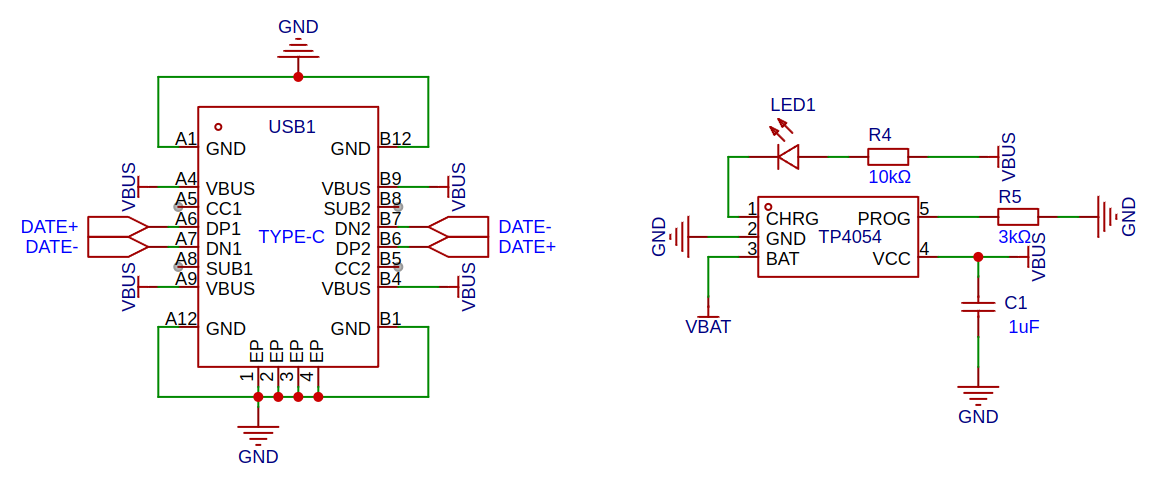 GND
USB1
A1
GND
B12
GND
VBUS
A4
VBUS
B9
VBUS
VBUS
A5
CC1
B8
SUB2
DATE+
A6
DP1
B7
DN2
DATE-
TYPE-C
DATE-
A7
DN1
B6
DP2
DATE+
A8
SUB1
B5
CC2
VBUS
A9
VBUS
B4
VBUS
VBUS
A12
GND
B1
GND
EP
EP
EP
EP
1
2
3
4
GND
LED1
R4
10kΩ
VBUS
1
CHRG
5
PROG
R5
3kΩ
GND
GND
2
GND
TP4054
3
BAT
4
VCC
VBUS
VBAT
C1
1uF
GND